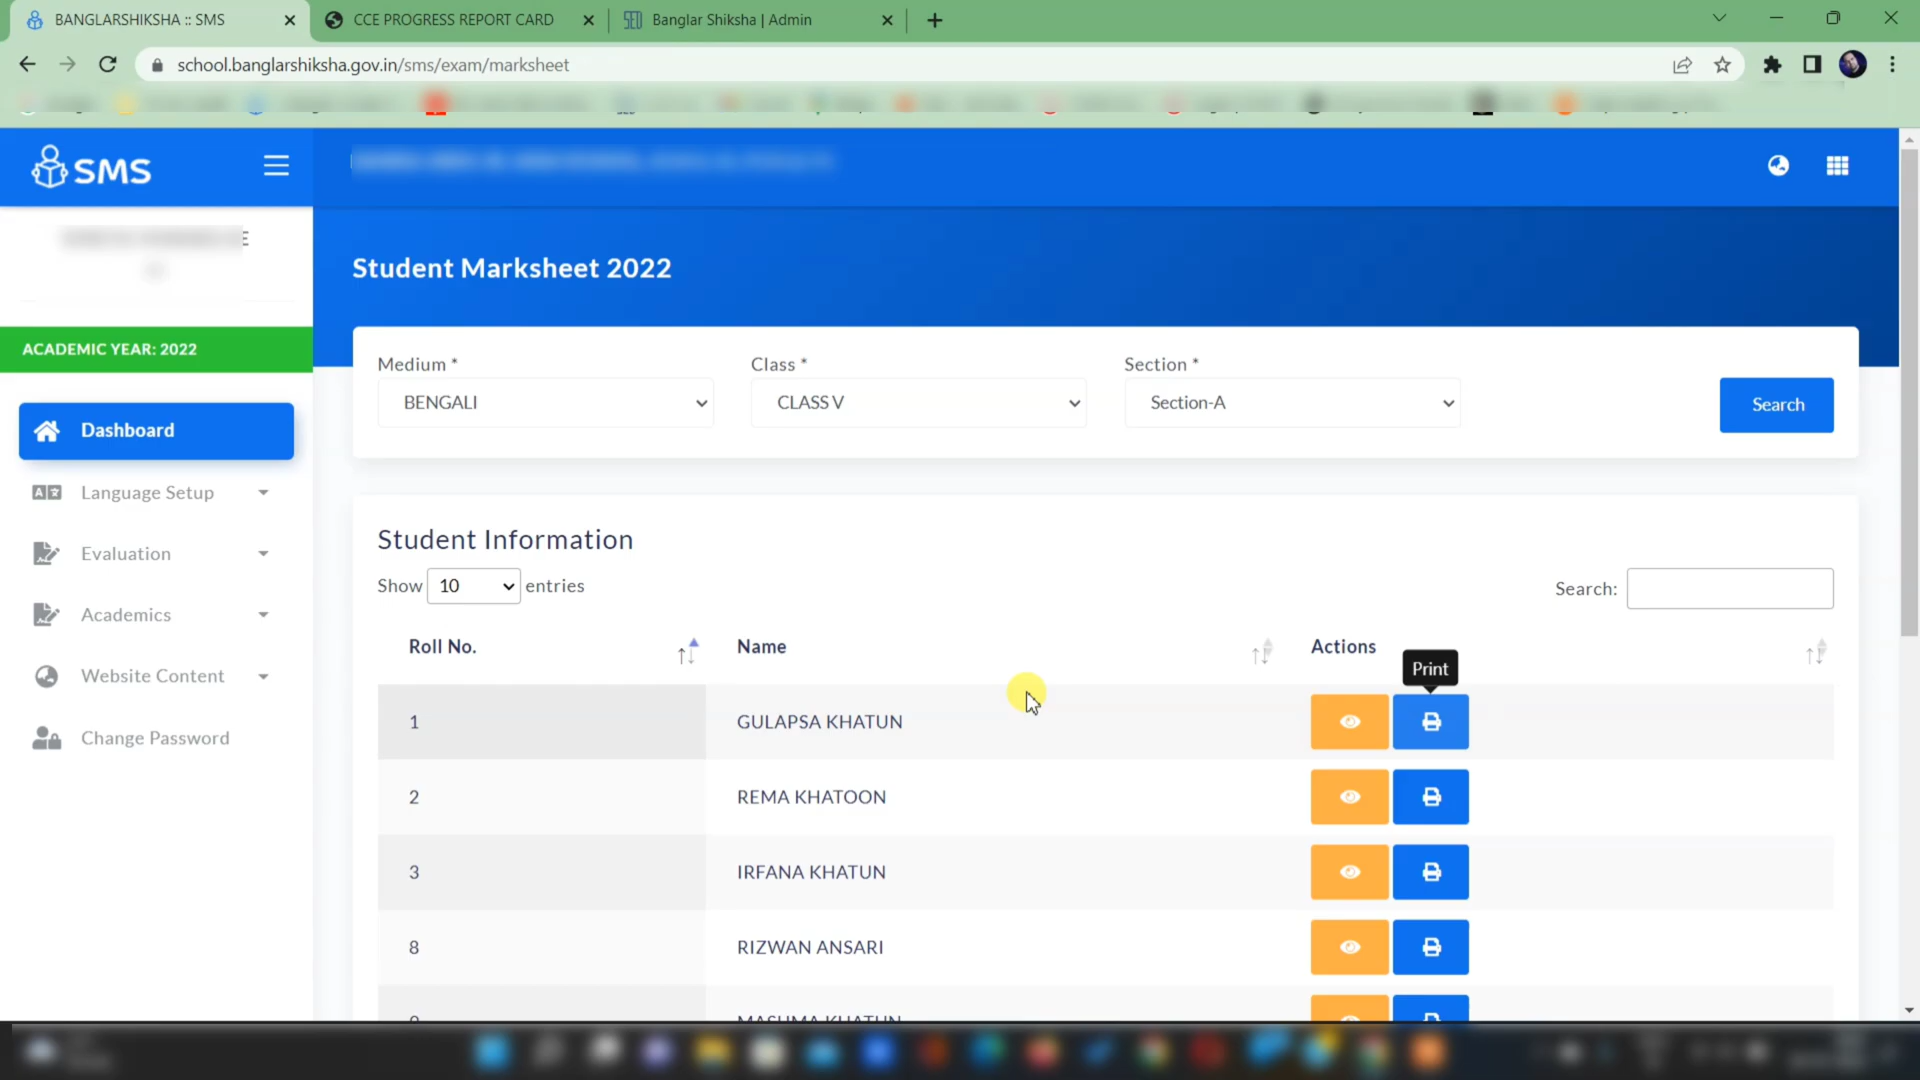 BANGLARSHIKSHA :: SMS
CCE PROGRESS REPORT CARD
Banglar Shiksha | Admin
school.banglarshiksha.gov.in/sms/exam/marksheet
SMS
ACADEMIC YEAR: 2022
Dashboard
Language Setup
Evaluation
Academics
Website Content
Change Password
Student Marksheet 2022
Medium * Class * Section *
BENGALI CLASS V Section-A Search
Student Information
Show 10 entries Search:
Roll No. Name Actions
Print
1 GULAPSA KHATUN
2 REMA KHATOON
3 IRFANA KHATUN
8 RIZWAN ANSARI
9 MASUMA KHATUN